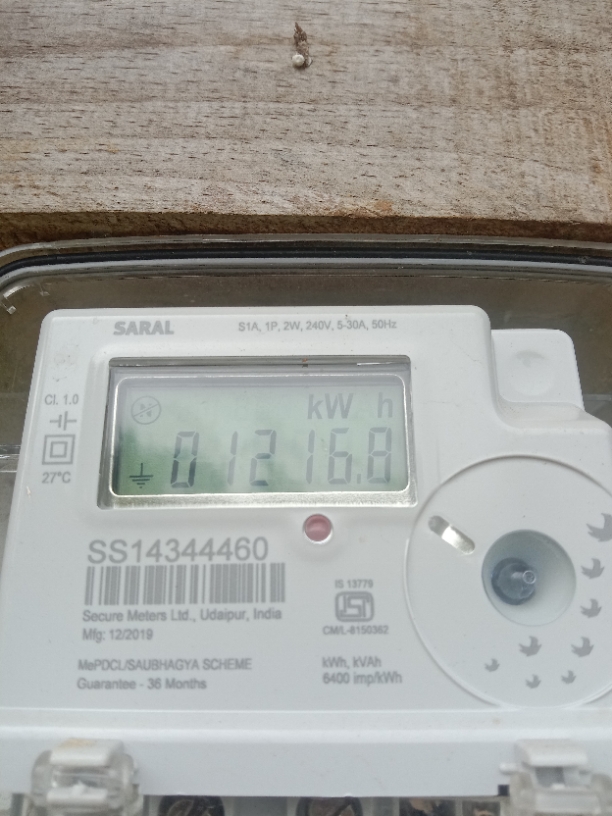 SARAL
S1A, 1P, 2W, 240V, 5-30A, 50Hz
Cl. 1.0
27°C
kW h
01216.8
SS14344460
Secure Meters Ltd., Udaipur, India
Mfg: 12/2019
IS 13779
ISI
CM/L-8150362
MePDCL/SAUBHAGYA SCHEME
Guarantee - 36 Months
kWh, kVAh
6400 imp/kWh